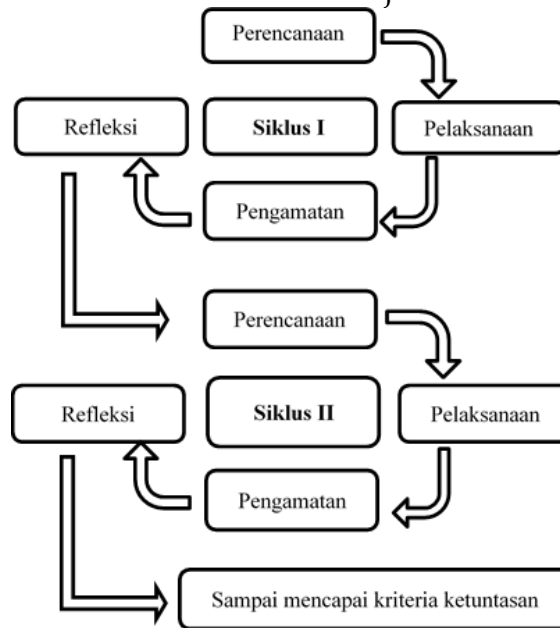 Perencanaan
Refleksi
Siklus I
Pelaksanaan
Pengamatan
Perencanaan
Refleksi
Siklus II
Pelaksanaan
Pengamatan
Sampai mencapai kriteria ketuntasan